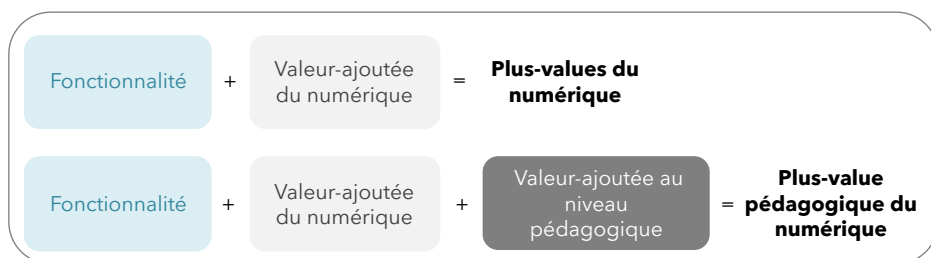 Fonctionnalité + Valeur-ajoutée du numérique = Plus-values du numérique
Fonctionnalité + Valeur-ajoutée du numérique + Valeur-ajoutée au niveau pédagogique = Plus-value pédagogique du numérique